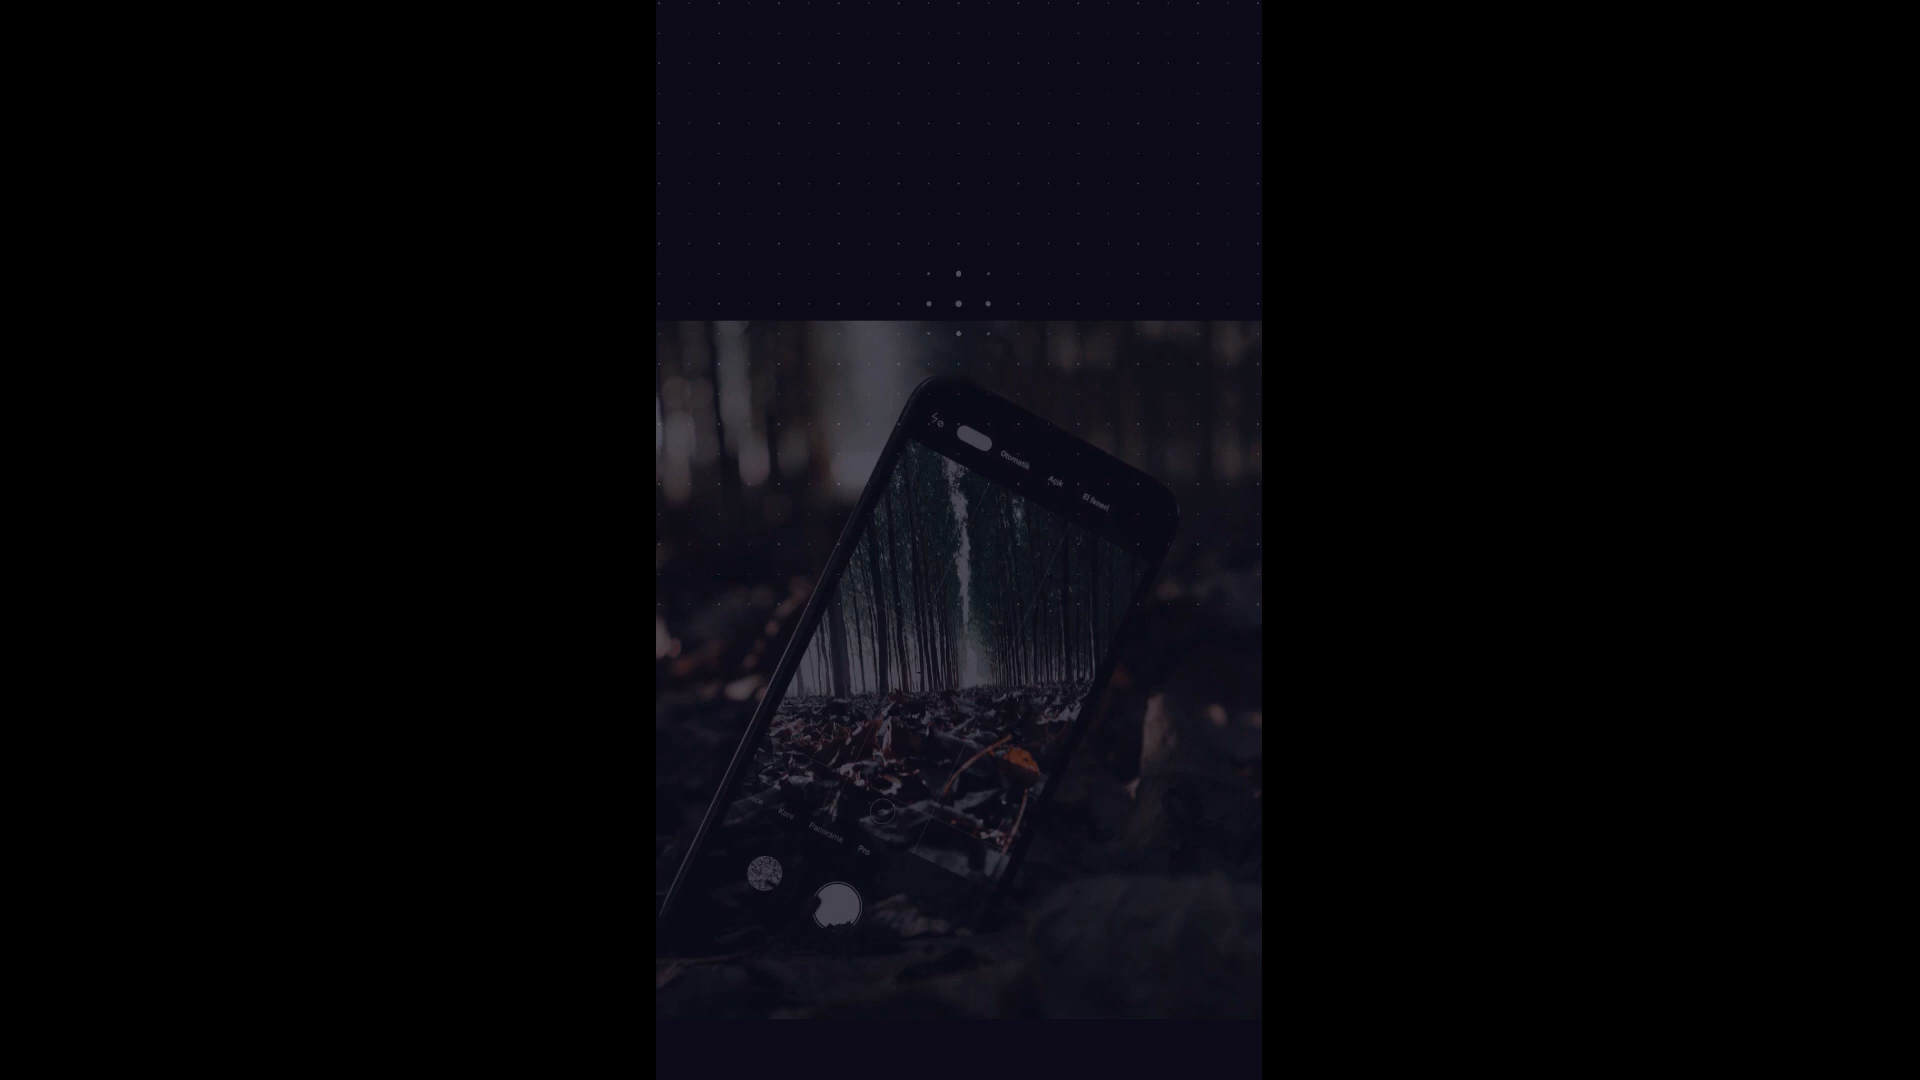 Otomatik
Açık
El feneri
Kare
Panorama
Pro